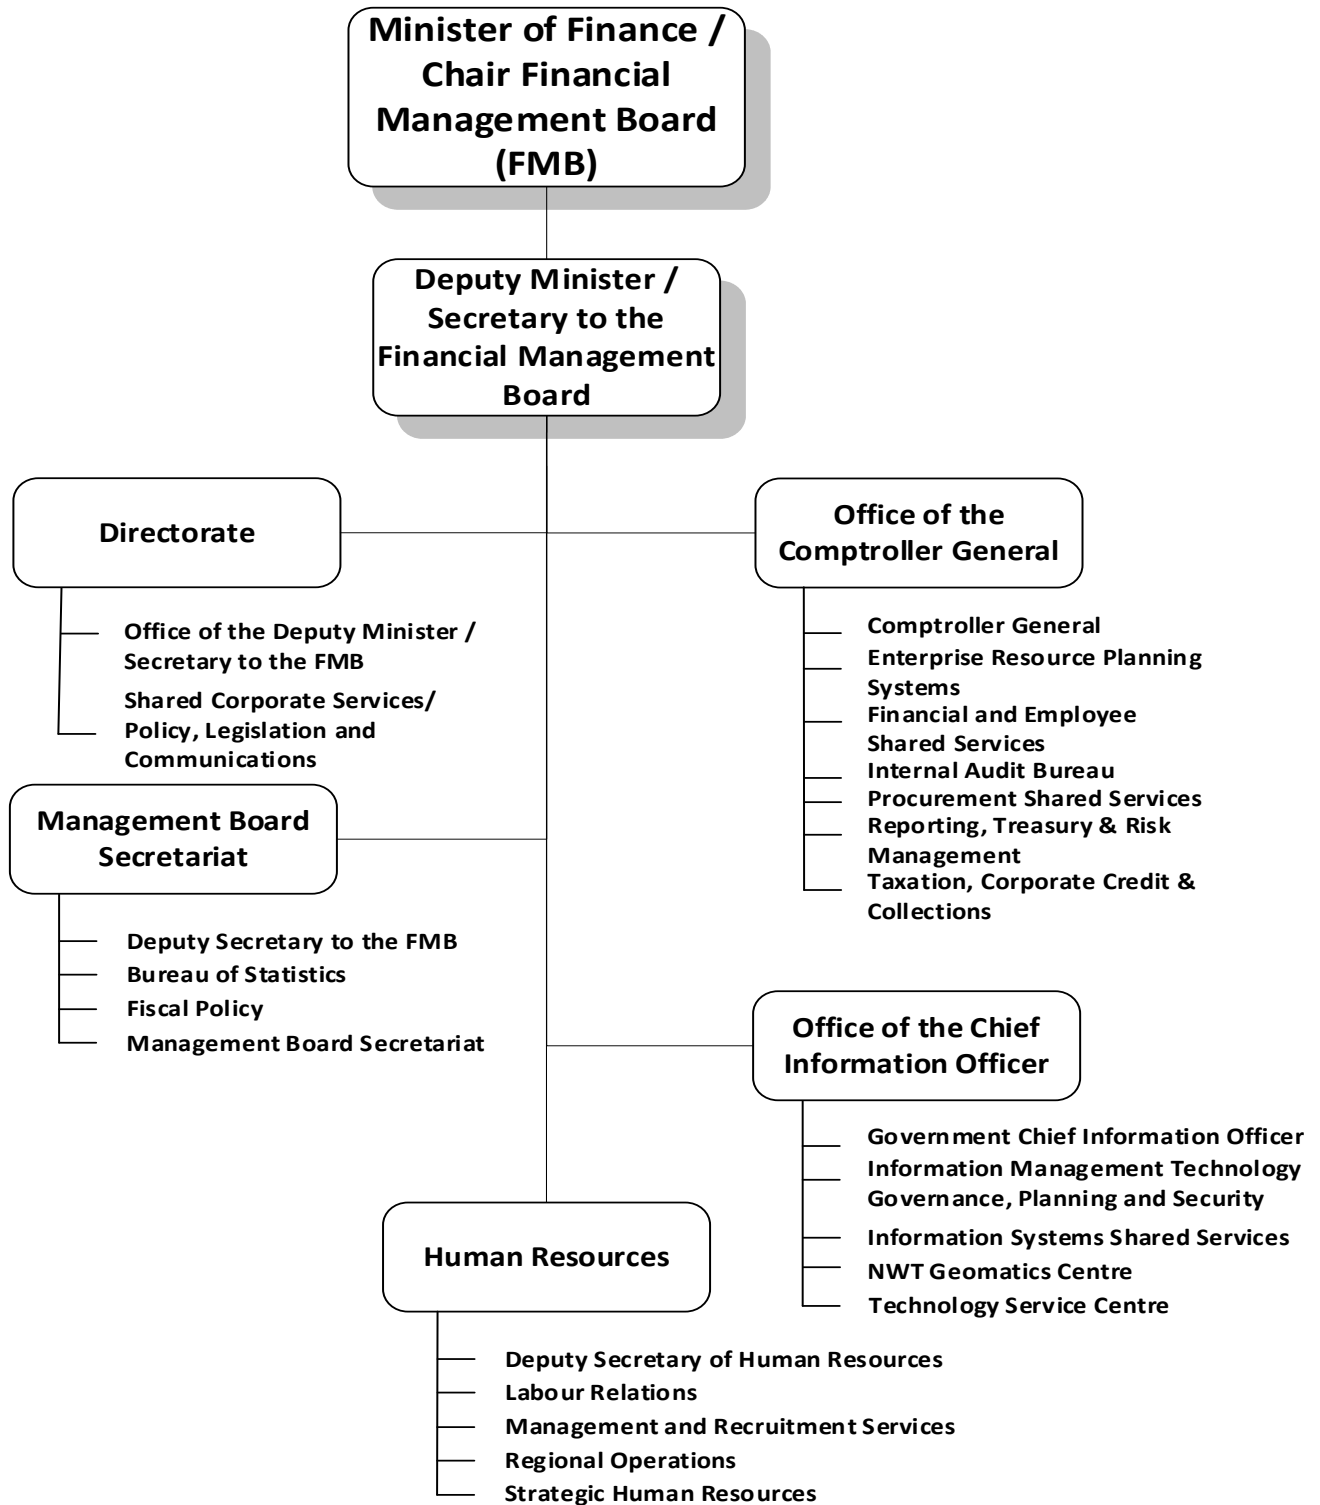 Minister of Finance /
Chair Financial
Management Board
(FMB)
Deputy Minister /
Secretary to the
Financial Management
Board
Directorate
Office of the Deputy Minister /
Secretary to the FMB
Shared Corporate Services/
Policy, Legislation and
Communications
Office of the
Comptroller General
Comptroller General
Enterprise Resource Planning
Systems
Financial and Employee
Shared Services
Internal Audit Bureau
Procurement Shared Services
Reporting, Treasury & Risk
Management
Taxation, Corporate Credit &
Collections
Management Board
Secretariat
Deputy Secretary to the FMB
Bureau of Statistics
Fiscal Policy
Management Board Secretariat
Office of the Chief
Information Officer
Government Chief Information Officer
Information Management Technology
Governance, Planning and Security
Information Systems Shared Services
NWT Geomatics Centre
Technology Service Centre
Human Resources
Deputy Secretary of Human Resources
Labour Relations
Management and Recruitment Services
Regional Operations
Strategic Human Resources